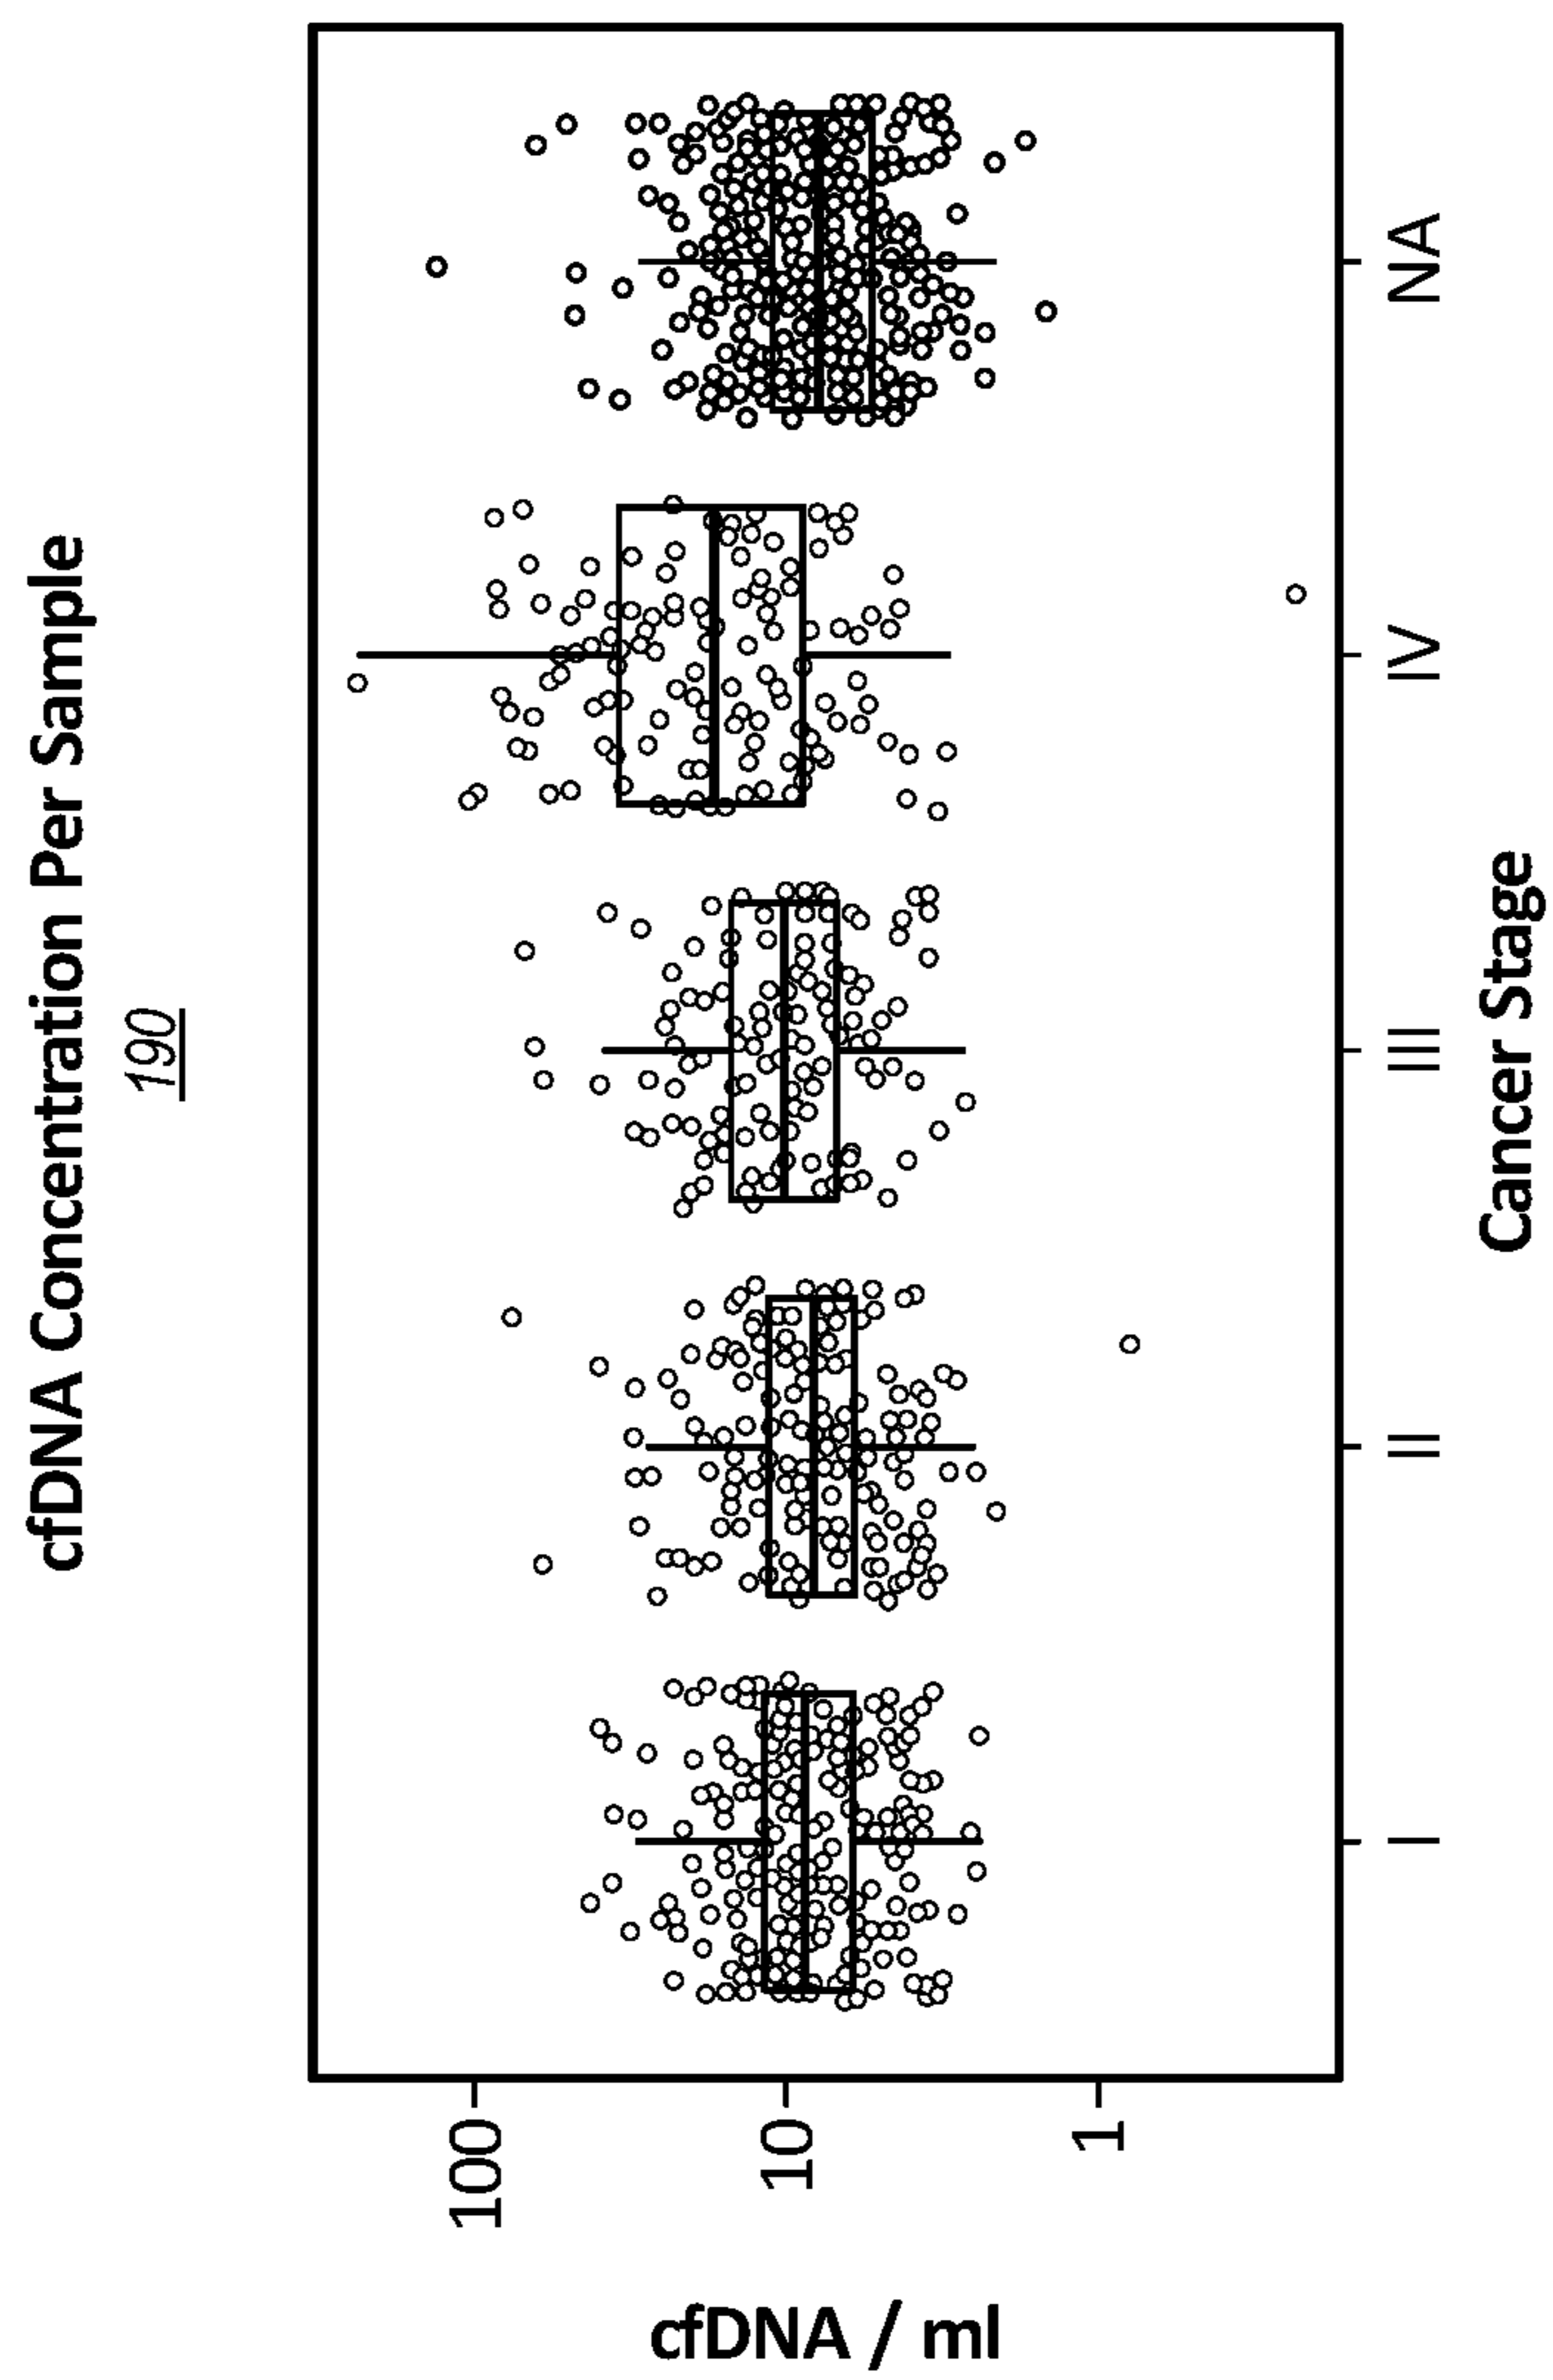 cfDNA Concentration Per Sample
190
cfDNA / ml
100
10
1
I
II
III
IV
NA
Cancer Stage